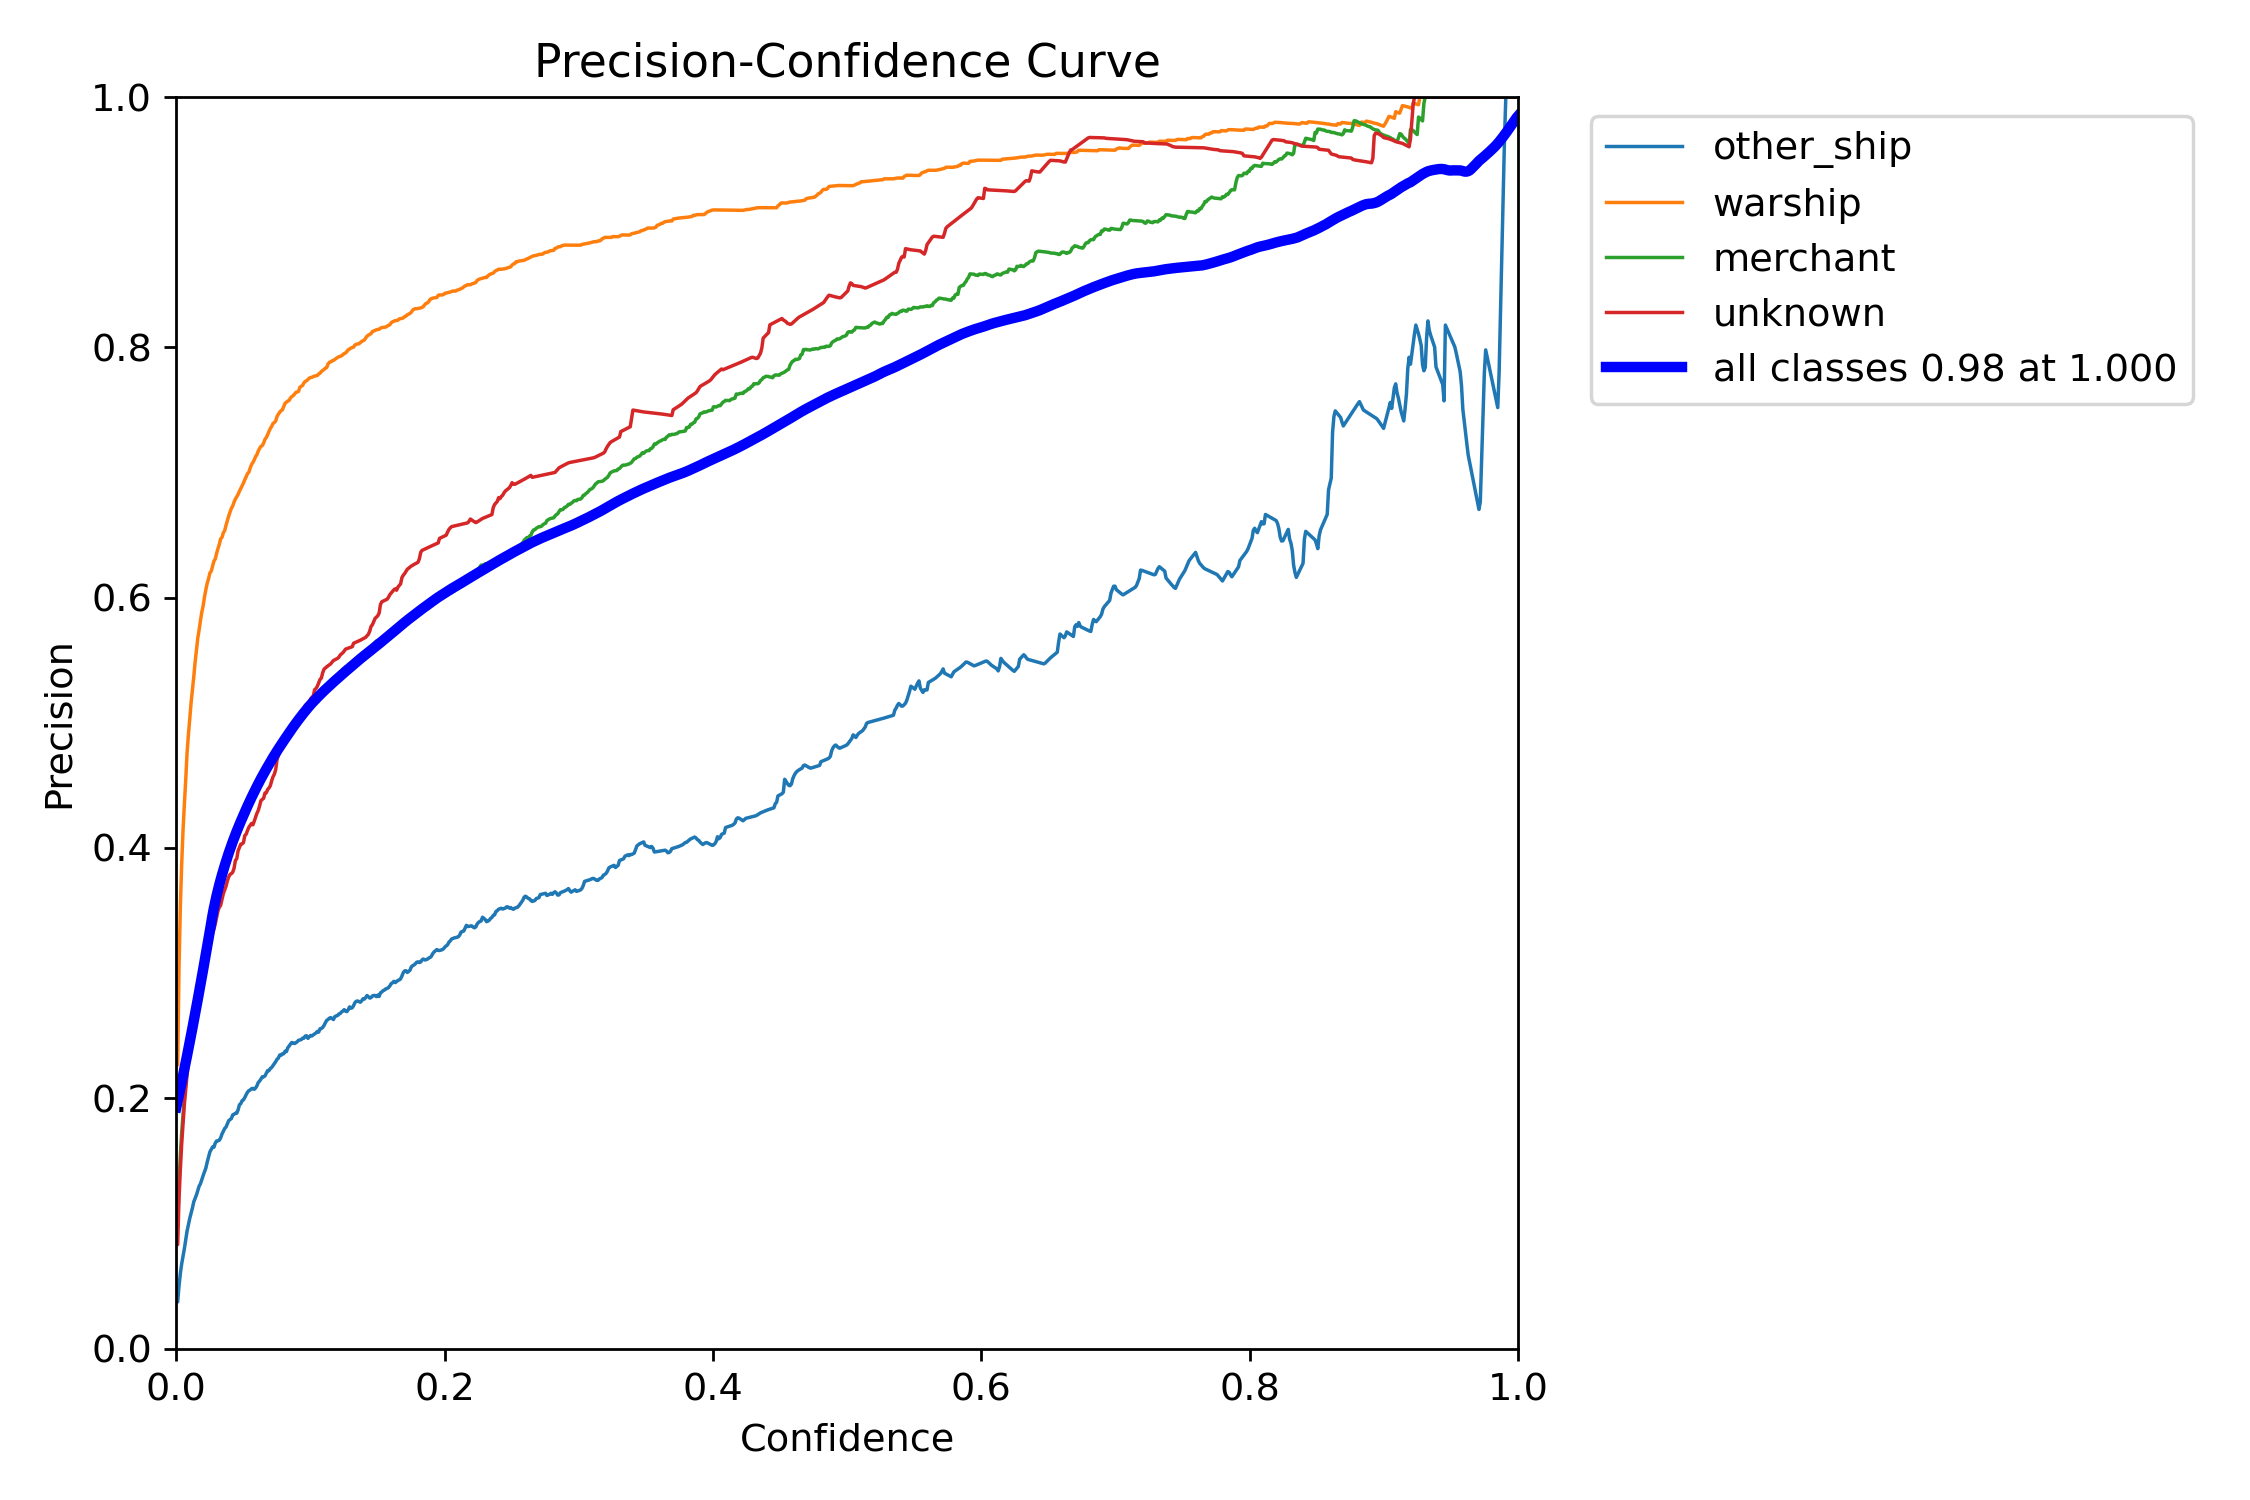 Precision-Confidence Curve
1.0
0.8
0.6
0.4
0.2
0.0
Precision
0.0 0.2 0.4 0.6 0.8 1.0
Confidence
other_ship
warship
merchant
unknown
all classes 0.98 at 1.000